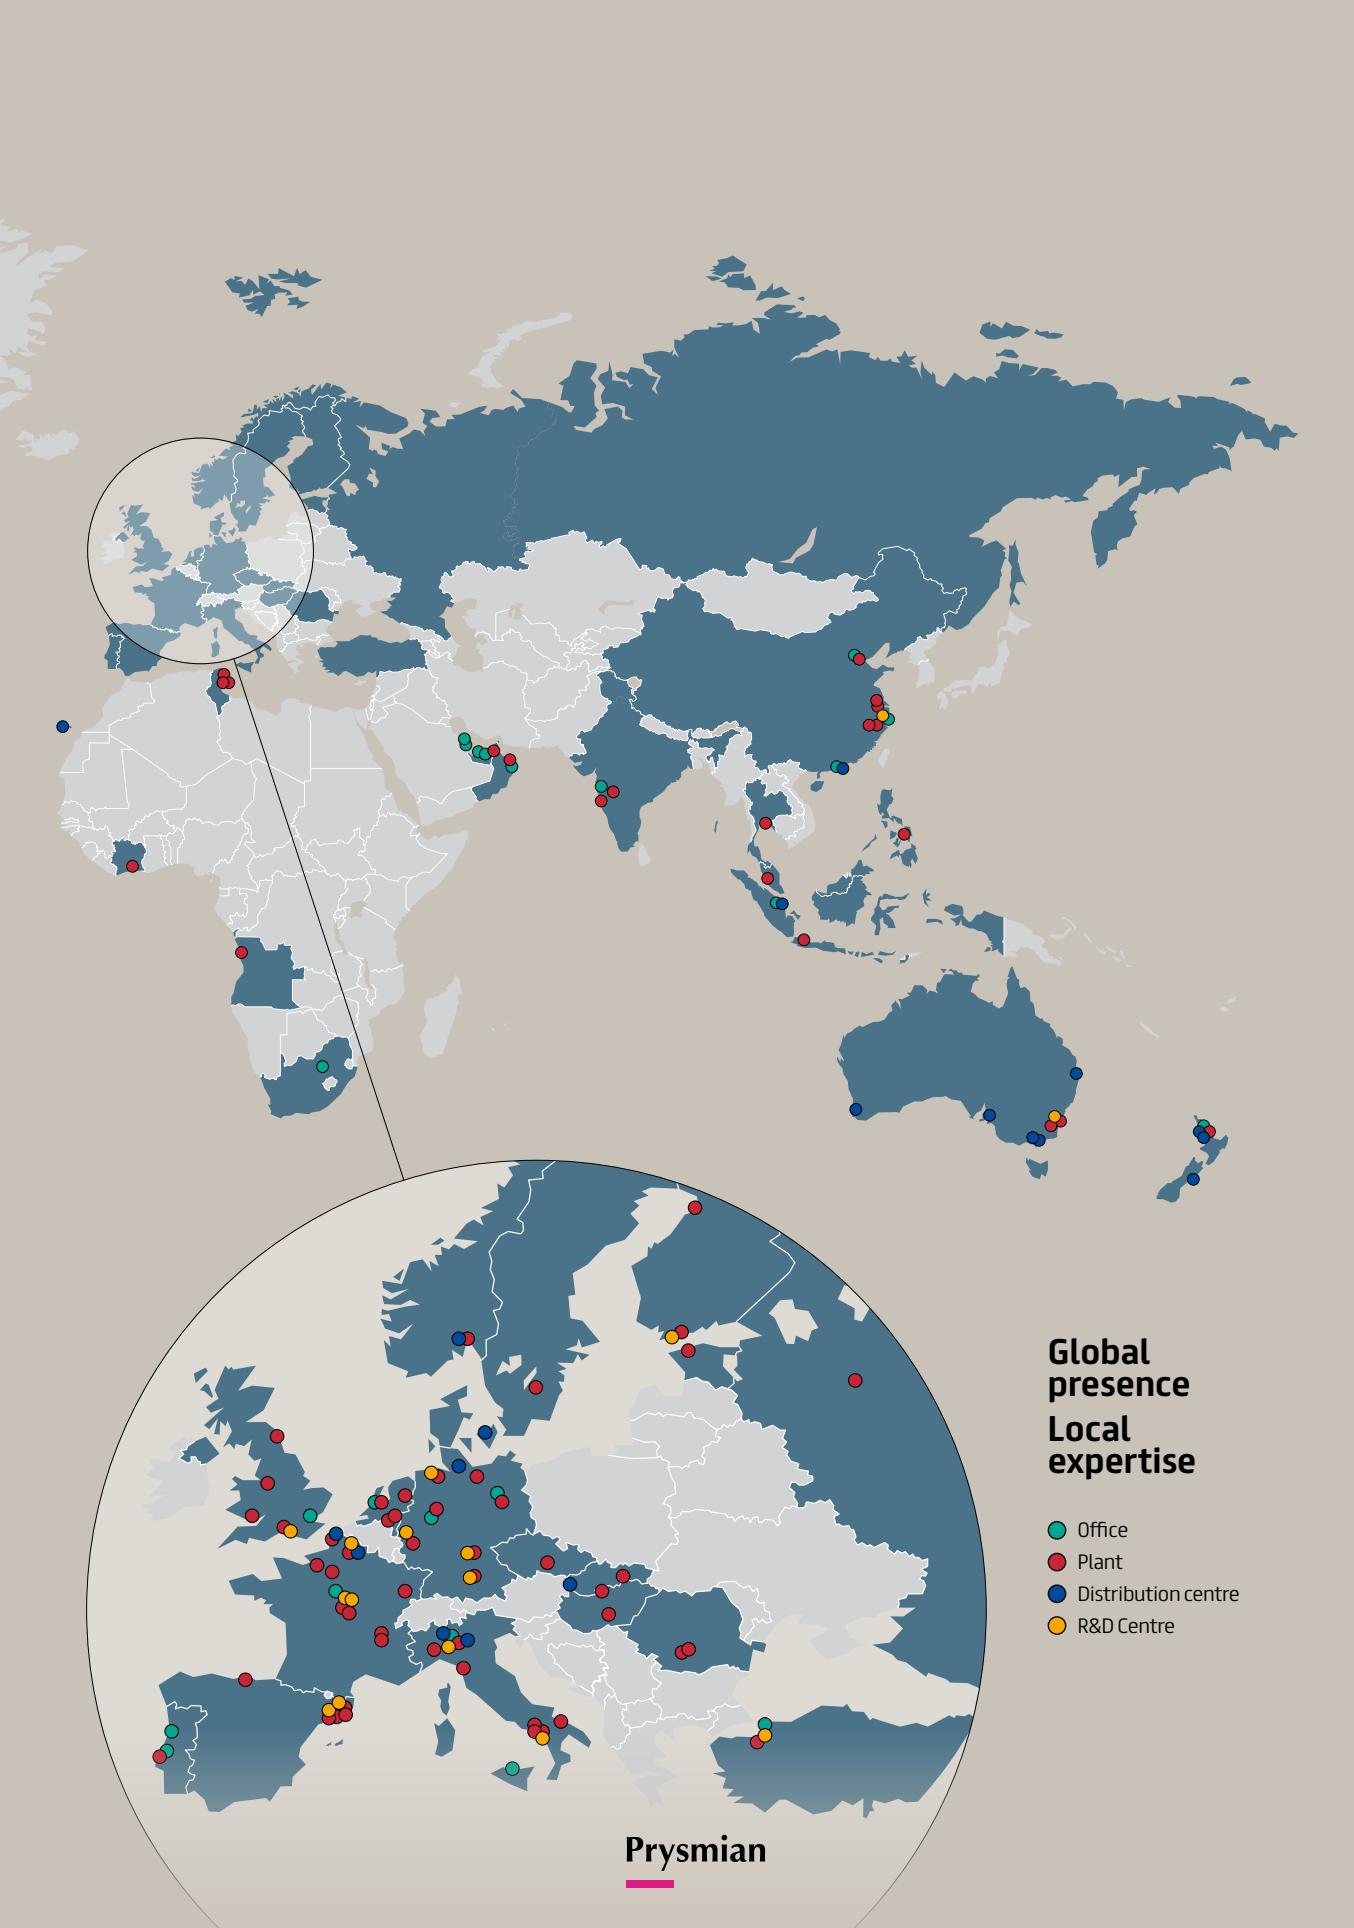 Global
presence
Local
expertise
Office
Plant
Distribution centre
R&D Centre
Prysmian